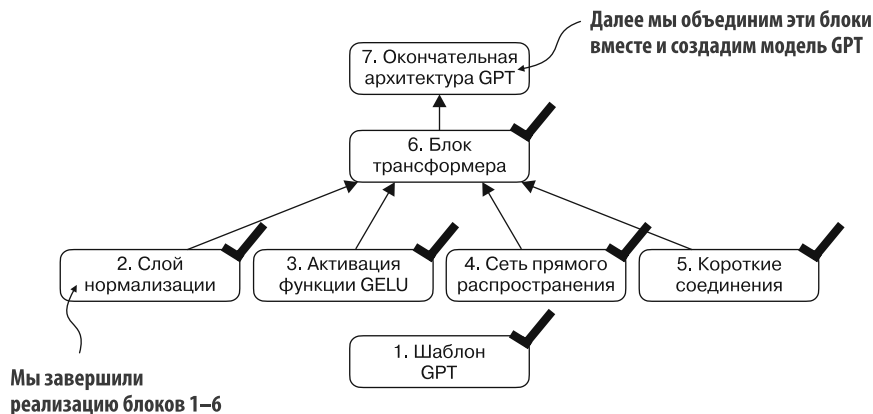 Далее мы объединим эти блоки
вместе и создадим модель GPT
7. Окончательная
архитектура GPT
6. Блок
трансформера
2. Слой
нормализации
3. Активация
функции GELU
4. Сеть прямого
распространения
5. Короткие
соединения
1. Шаблон
GPT
Мы завершили
реализацию блоков 1–6